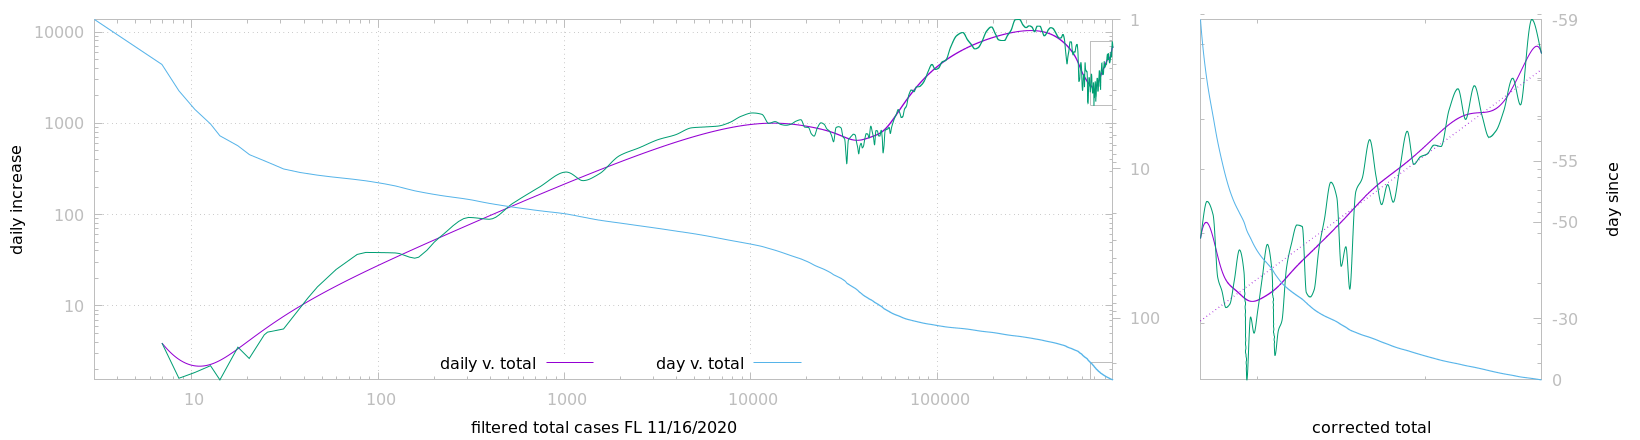 10000
1000
100
10
daily increase
10
100
1000
10000
100000
filtered total cases FL 11/16/2020
daily v. total
day v. total
1
10
100
-59
-55
-50
-30
0
day since
corrected total